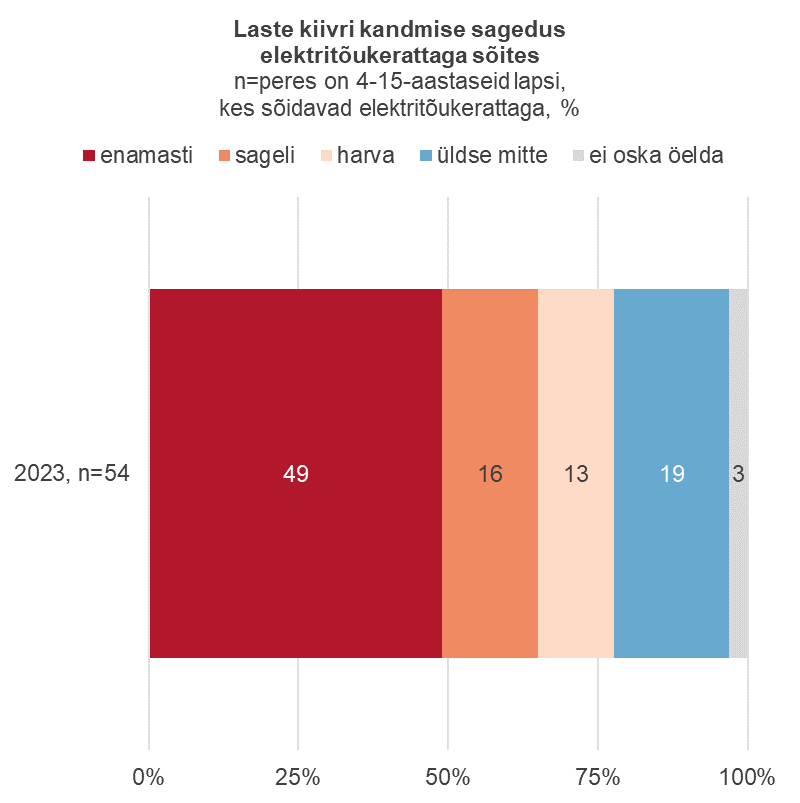 Laste kiivri kandmise sagedus
elektritõukerattaga sõites
n=peres on 4-15-aastaseid lapsi,
kes sõidavad elektritõukerattaga, %
enamasti sageli harva üldse mitte ei oska öelda
2023, n=54 49 16 13 19 3
0% 25% 50% 75% 100%